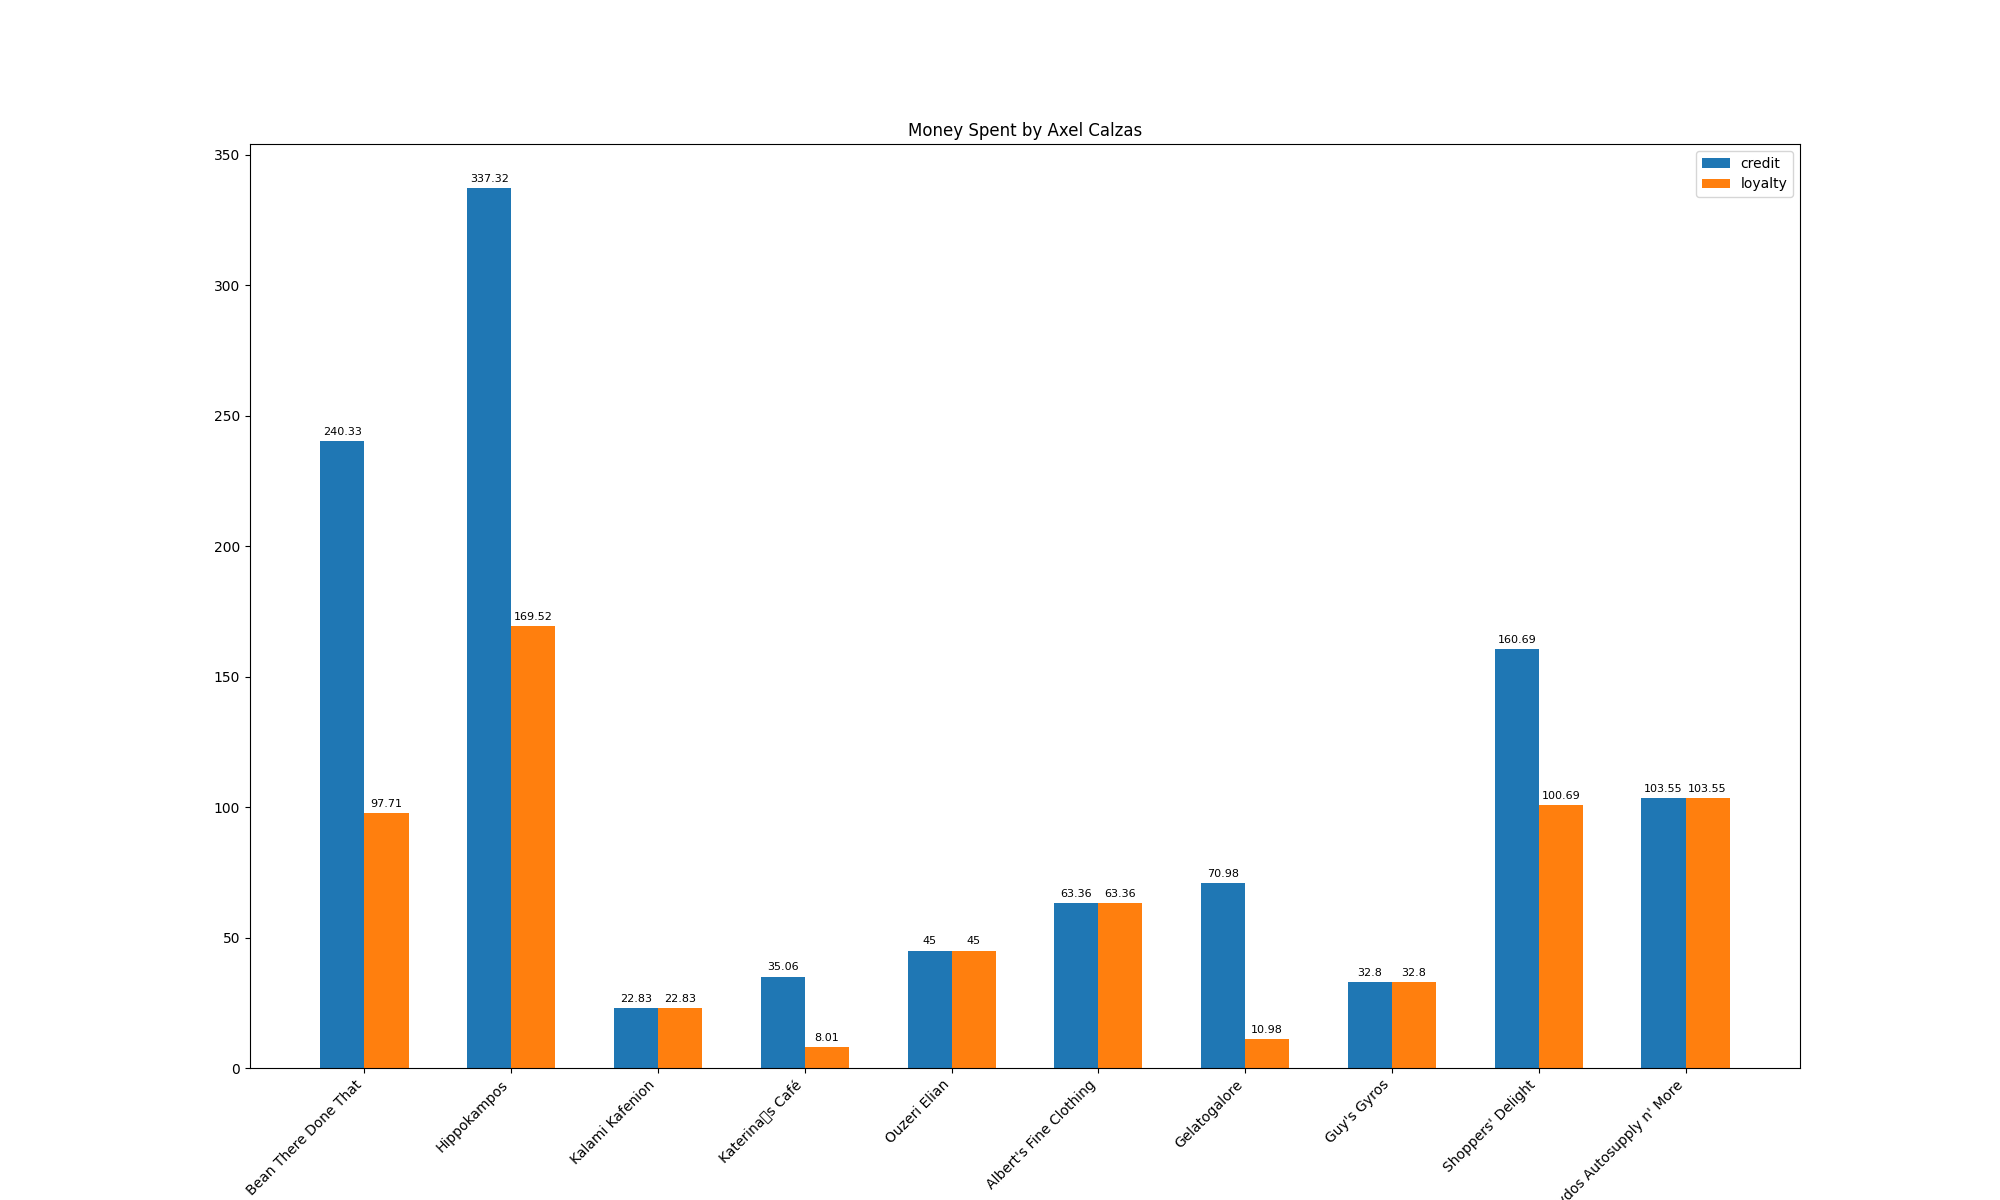 Money Spent by Axel Calzas
credit
loyalty
350
300
250
200
150
100
50
0
240.33
97.71
337.32
169.52
22.83
22.83
35.06
8.01
45
45
63.36
63.36
70.98
10.98
32.8
32.8
160.69
100.69
103.55
103.55
Bean There Done That
Hippokampos
Kalami Kafenion
Katerina▯▯s Café
Ouzeri Elian
Albert's Fine Clothing
Gelatogalore
Guy's Gyros
Shoppers' Delight
Autosupply n' More